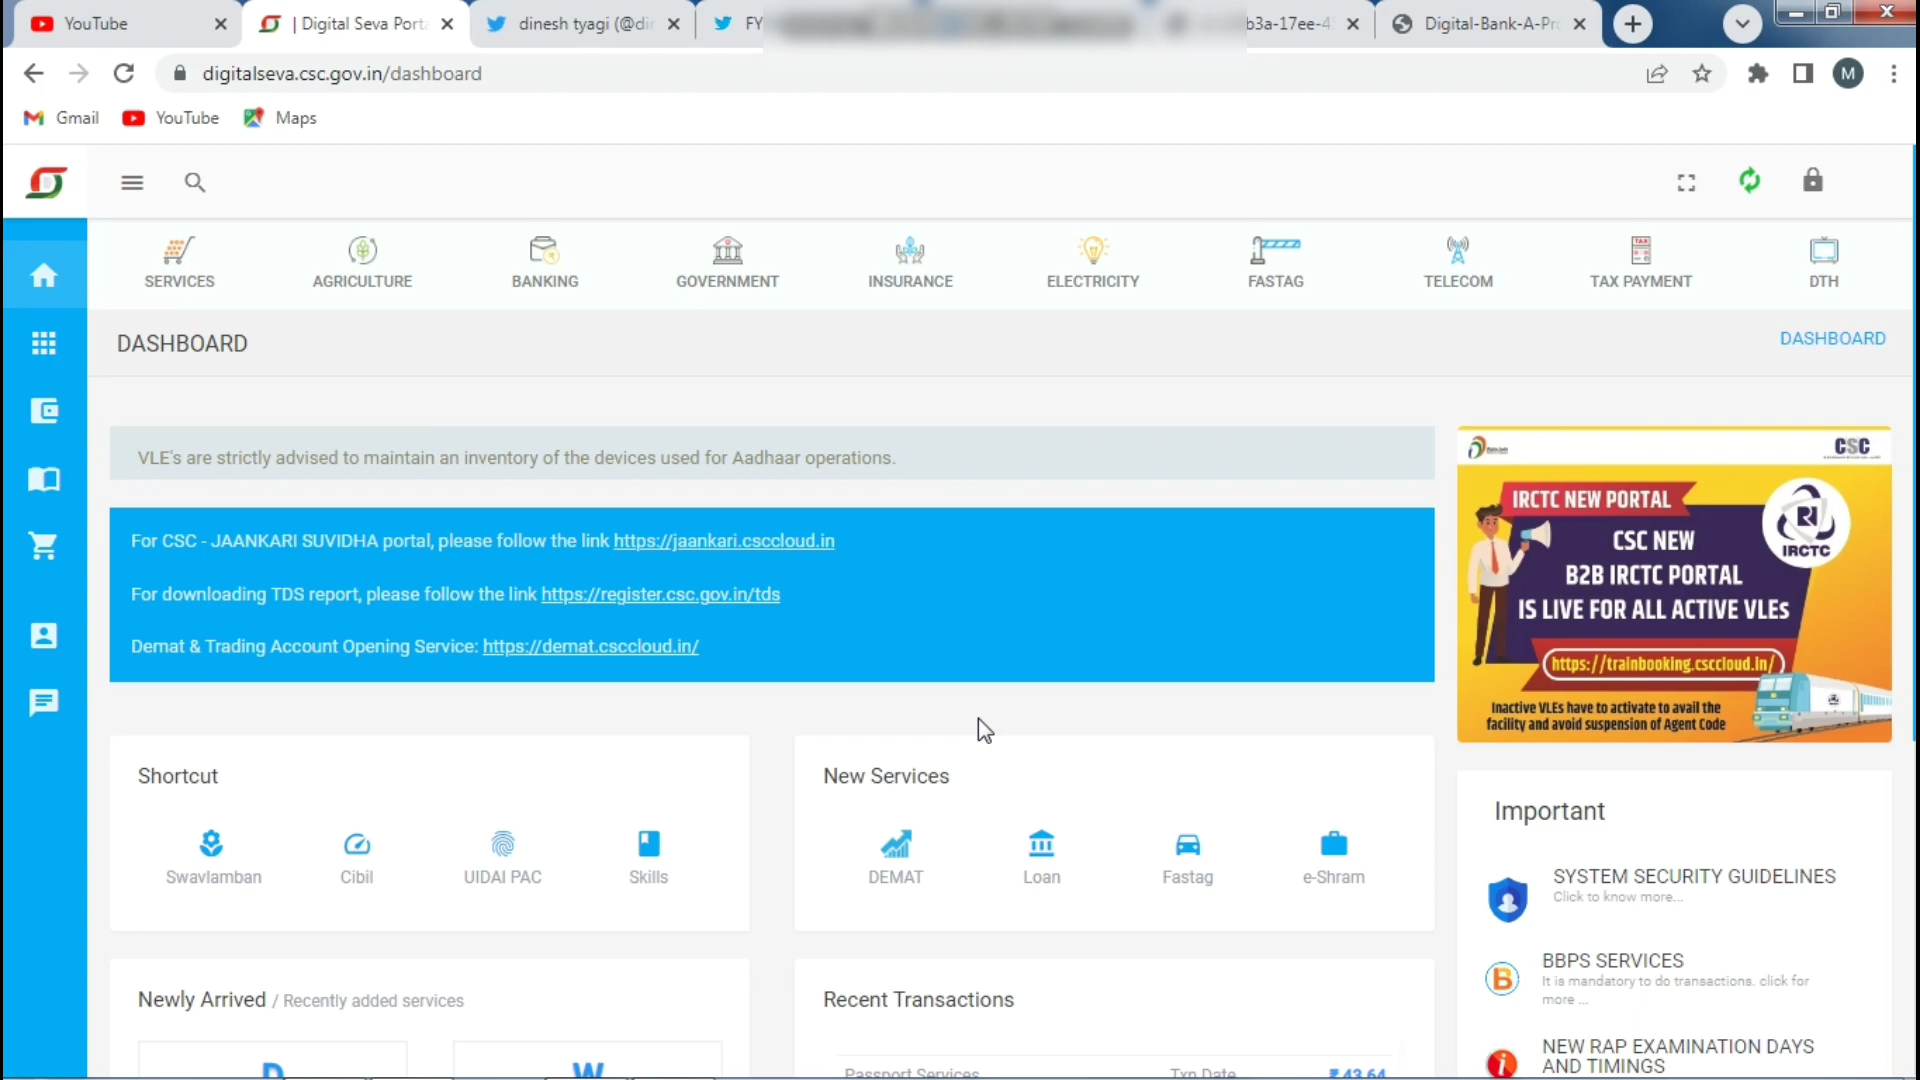 YouTube
| Digital Seva Porta
dinesh tyagi (@din
FY
b3a-17ee-4
Digital-Bank-A-Pr
digitalseva.csc.gov.in/dashboard
M
Gmail
YouTube
Maps
SERVICES
AGRICULTURE
BANKING
GOVERNMENT
INSURANCE
ELECTRICITY
FASTAG
TELECOM
TAX PAYMENT
DTH
DASHBOARD
DASHBOARD
VLE's are strictly advised to maintain an inventory of the devices used for Aadhaar operations.
For CSC - JAANKARI SUVIDHA portal, please follow the link https://jaankari.csccloud.in
For downloading TDS report, please follow the link https://register.csc.gov.in/tds
Demat & Trading Account Opening Service: https://demat.csccloud.in/
CSC
IRCTC NEW PORTAL
CSC NEW
B2B IRCTC PORTAL
IS LIVE FOR ALL ACTIVE VLEs
IRCTC
https://trainbooking.csccloud.in/
Inactive VLEs have to activate to avail the
facility and avoid suspension of Agent Code
Shortcut
Swavlamban
Cibil
UIDAI PAC
Skills
New Services
DEMAT
Loan
Fastag
e-Shram
Important
SYSTEM SECURITY GUIDELINES
Click to know more...
BBPS SERVICES
It is mandatory to do transactions. click for
more ...
NEW RAP EXAMINATION DAYS
AND TIMINGS
Newly Arrived / Recently added services
D
W
Recent Transactions
Passport Services
Txn Date
₹ 43.64